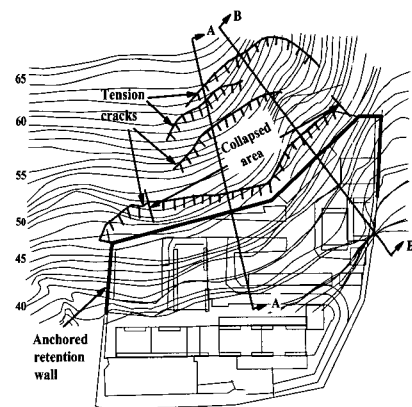 A
B
65
Tension
cracks
60
Collapsed
area
55
50
45
B
40
A
Anchored
retention
wall